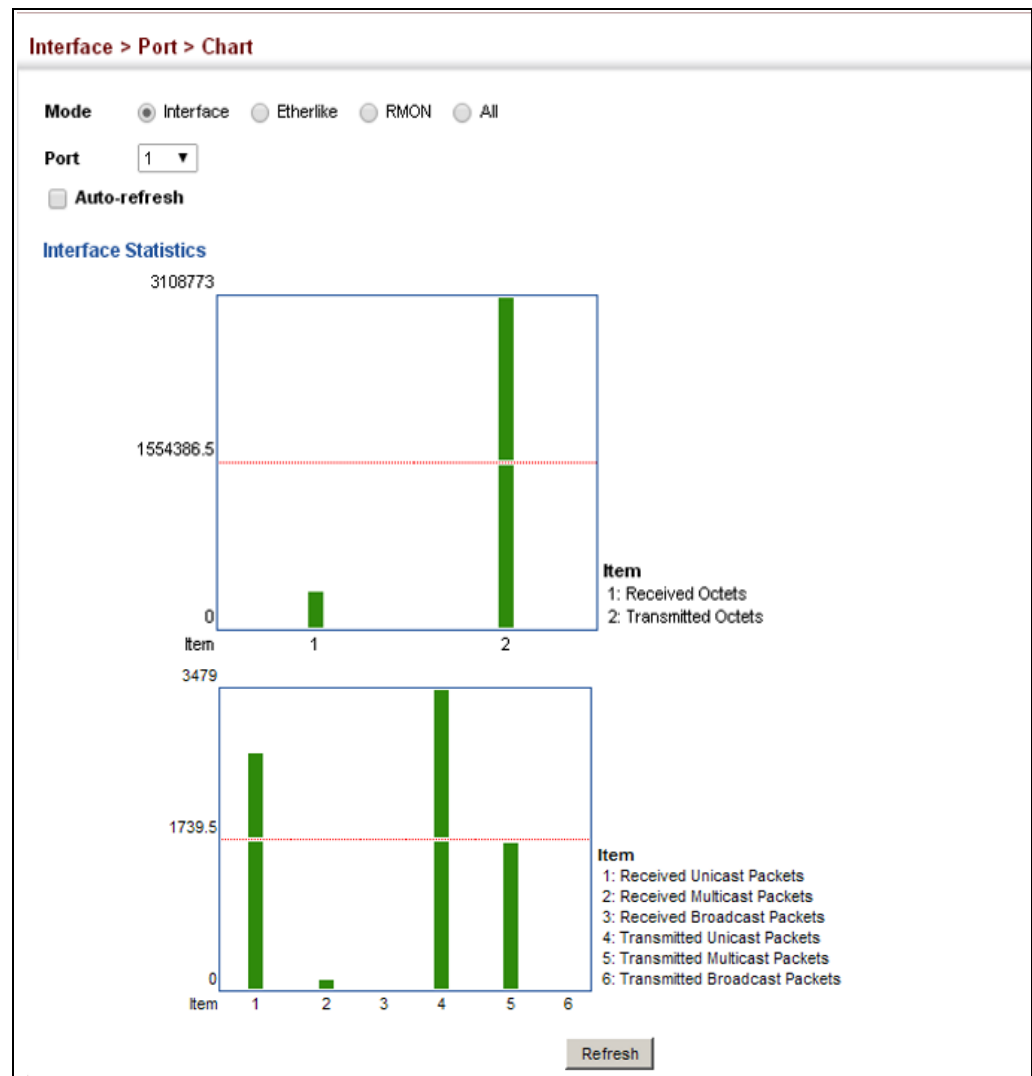 Interface > Port > Chart
Mode Interface Etherlike RMON All
Port 1
Auto-refresh
Interface Statistics
3108773
1554386.5
0
Item 1 2
Item
1: Received Octets
2: Transmitted Octets
3479
1739.5
0
Item 1 2 3 4 5 6
Item
1: Received Unicast Packets
2: Received Multicast Packets
3: Received Broadcast Packets
4: Transmitted Unicast Packets
5: Transmitted Multicast Packets
6: Transmitted Broadcast Packets
Refresh